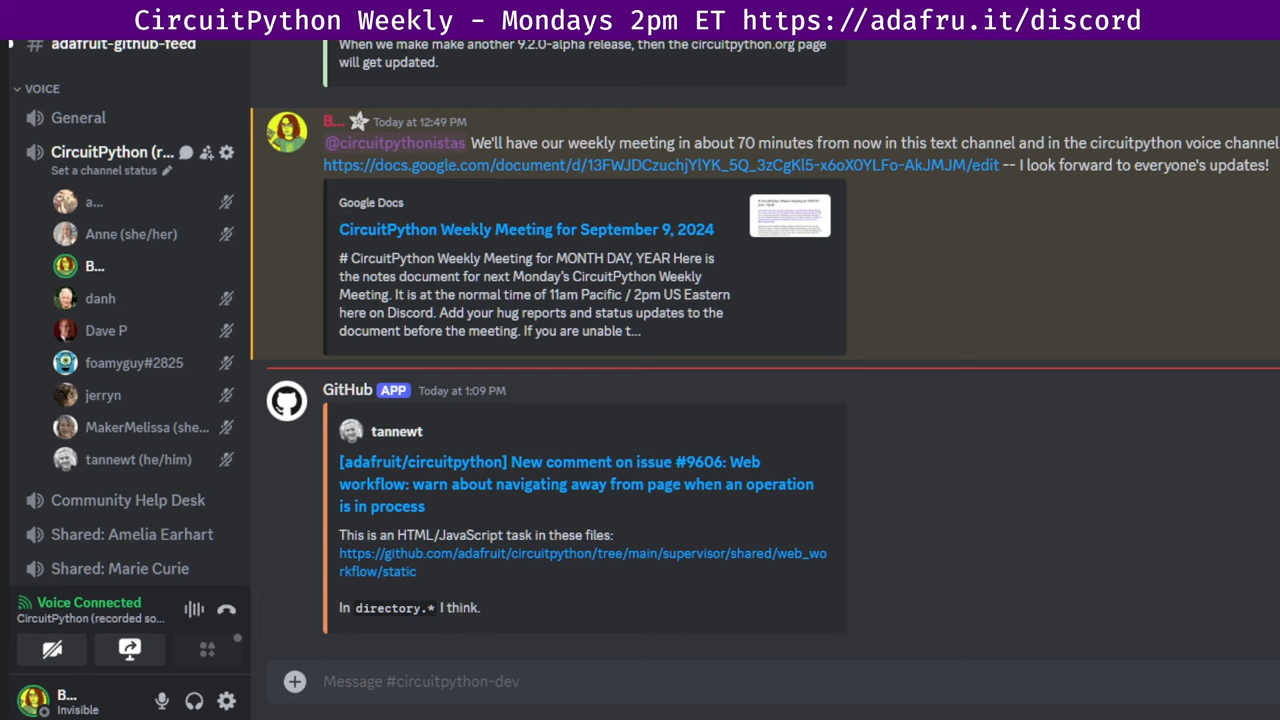 CircuitPython Weekly - Mondays 2pm ET https://adafru.it/discord
# adafruit-github-feed
VOICE
General
CircuitPython (r...
Set a channel status
a...
Anne (she/her)
B...
danh
Dave P
foamyguy#2825
jerryn
MakerMelissa (she...
tannewt (he/him)
Community Help Desk
Shared: Amelia Earhart
Shared: Marie Curie
Voice Connected
CircuitPython (recorded so...
B...
Invisible
When we make make another 9.2.0-alpha release, then the circuitpython.org page
will get updated.
B... Today at 12:49 PM
@circuitpythonistas We'll have our weekly meeting in about 70 minutes from now in this text channel and in the circuitpython voice channel
https://docs.google.com/document/d/13FWJDCzuchjYlYK_5Q_3zCgKl5-x6oX0YLFo-AkJMJM/edit -- I look forward to everyone's updates!
Google Docs
CircuitPython Weekly Meeting for September 9, 2024
# CircuitPython Weekly Meeting for MONTH DAY, YEAR Here is
the notes document for next Monday's CircuitPython Weekly
Meeting. It is at the normal time of 11am Pacific / 2pm US Eastern
here on Discord. Add your hug reports and status updates to the
document before the meeting. If you are unable t...
GitHub APP Today at 1:09 PM
tannewt
[adafruit/circuitpython] New comment on issue #9606: Web
workflow: warn about navigating away from page when an operation
is in process
This is an HTML/JavaScript task in these files:
https://github.com/adafruit/circuitpython/tree/main/supervisor/shared/web_wo
rkflow/static
In directory.* I think.
Message #circuitpython-dev